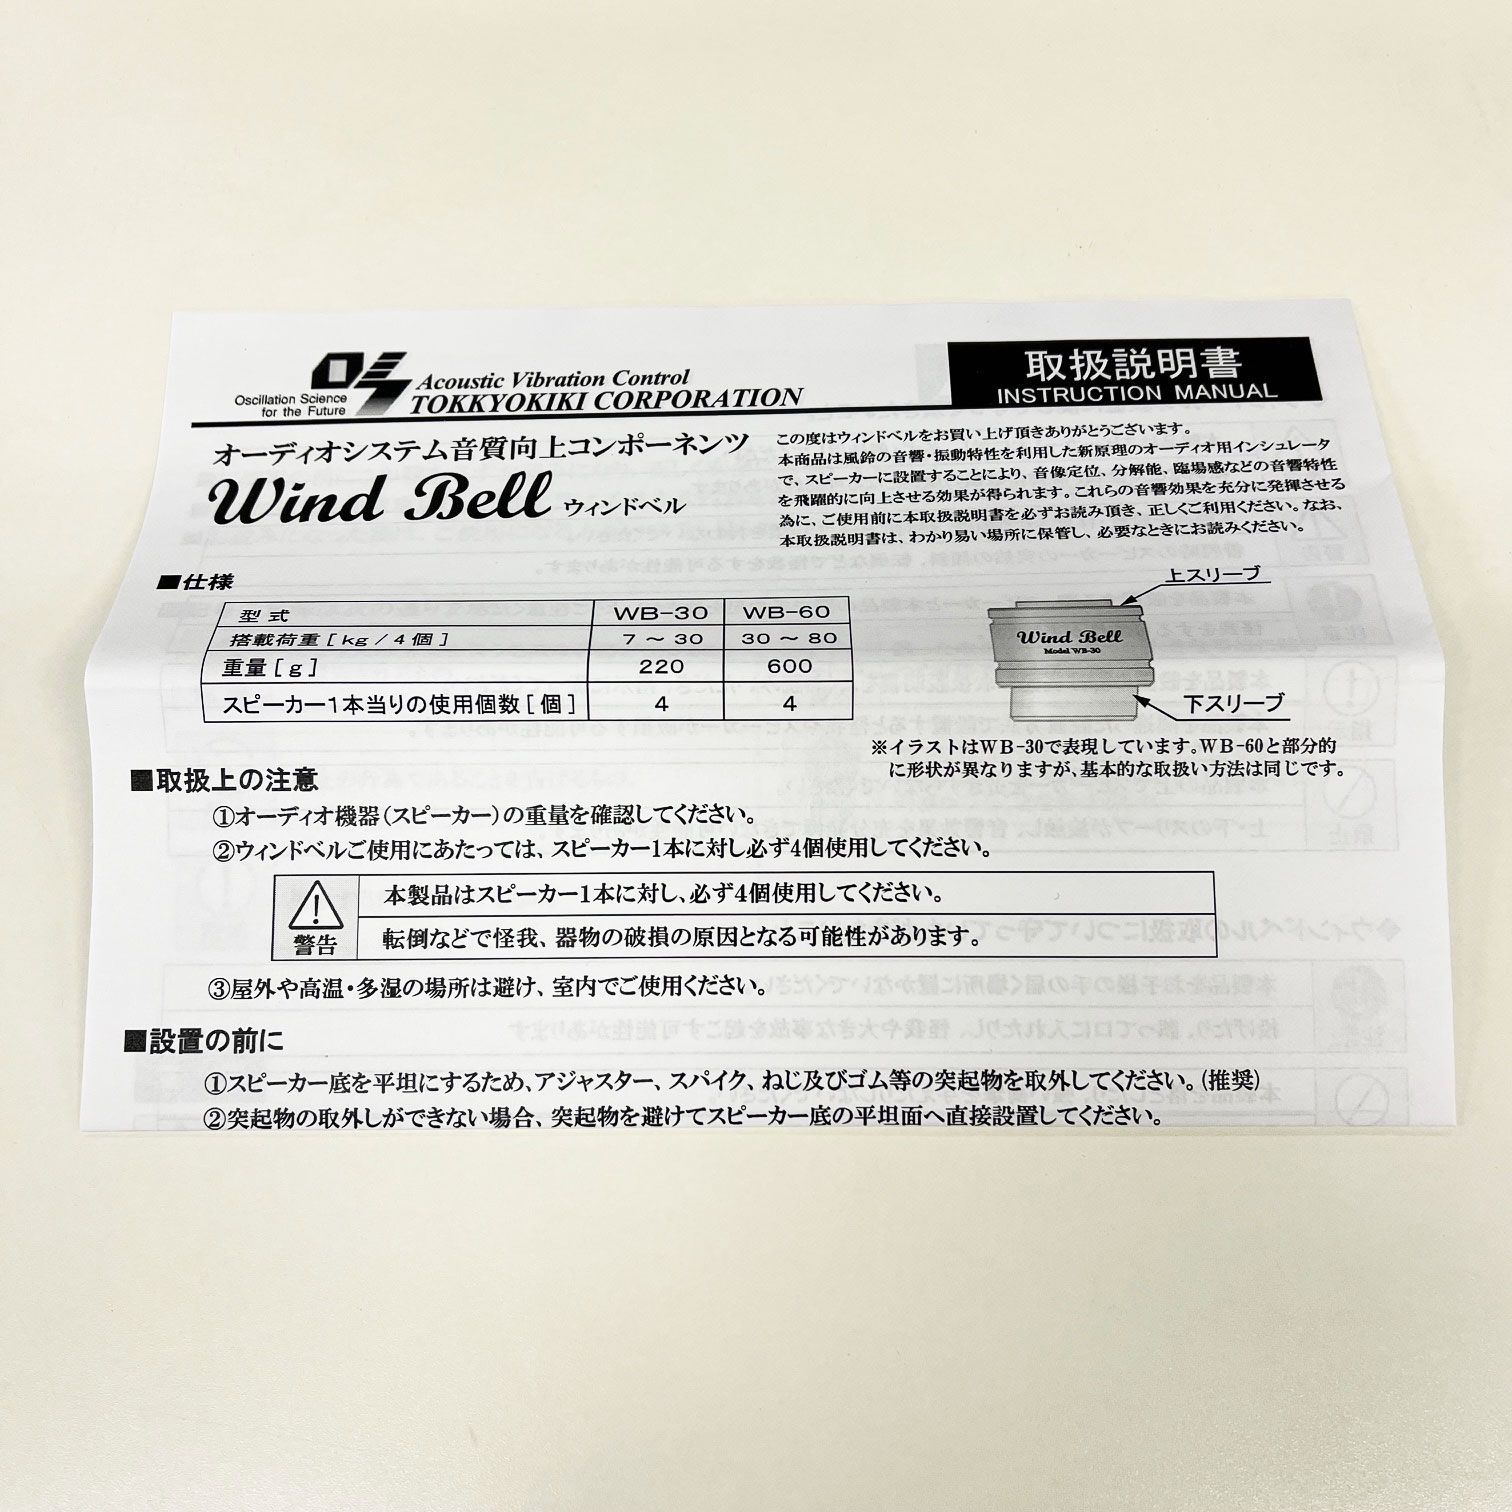 Oscillation Science
for the Future
Acoustic Vibration Control
TOKKYOKIKI CORPORATION
取扱説明書
INSTRUCTION MANUAL
オーディオシステム音質向上コンポーネンツ
Wind Bell ウィンドベル
この度はウィンドベルをお買い上げ頂きありがとうございます。
本商品は風鈴の音響・振動特性を利用した新原理のオーディオ用インシュレータ
で、スピーカーに設置することにより、音像定位、分解能、臨場感などの音響特性
を飛躍的に向上させる効果が得られます。これらの音響効果を充分に発揮させる
為に、ご使用前に本取扱説明書を必ずお読み頂き、正しくご利用ください。なお、
本取扱説明書は、わかり易い場所に保管し、必要なときにお読みください。
■仕様
型式 WB-30 WB-60
搭載荷重[kg/4個] 7～30 30～80
重量[g] 220 600
スピーカー1本当りの使用個数[個] 4 4
上スリーブ
Wind Bell
Model WB-30
下スリーブ
※イラストはWB-30で表現しています。WB-60と部分的
に形状が異なりますが、基本的な取扱い方法は同じです。
■取扱上の注意
①オーディオ機器(スピーカー)の重量を確認してください。
②ウィンドベルご使用にあたっては、スピーカー1本に対し必ず4個使用してください。
警告
本製品はスピーカー1本に対し、必ず4個使用してください。
転倒などで怪我、器物の破損の原因となる可能性があります。
③屋外や高温・多湿の場所は避け、室内でご使用ください。
■設置の前に
①スピーカー底を平坦にするため、アジャスター、スパイク、ねじ及びゴム等の突起物を取外してください。(推奨)
②突起物の取外しができない場合、突起物を避けてスピーカー底の平坦面へ直接設置してください。